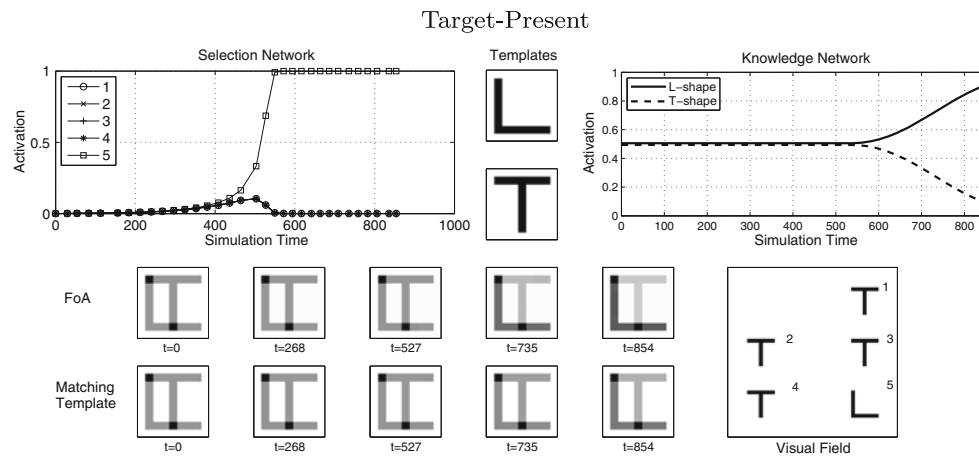 Target-Present
Selection Network
Templates
Knowledge Network
1
0.5
0
Activation
1
2
3
4
5
0 200 400 600 800 1000
Simulation Time
1
0.8
0.6
0.4
0.2
0
Activation
L-shape
T-shape
0 100 200 300 400 500 600 700 800
Simulation Time
FoA
t=0 t=268 t=527 t=735 t=854
Matching
Template
t=0 t=268 t=527 t=735 t=854
1
2 3
4 5
Visual Field